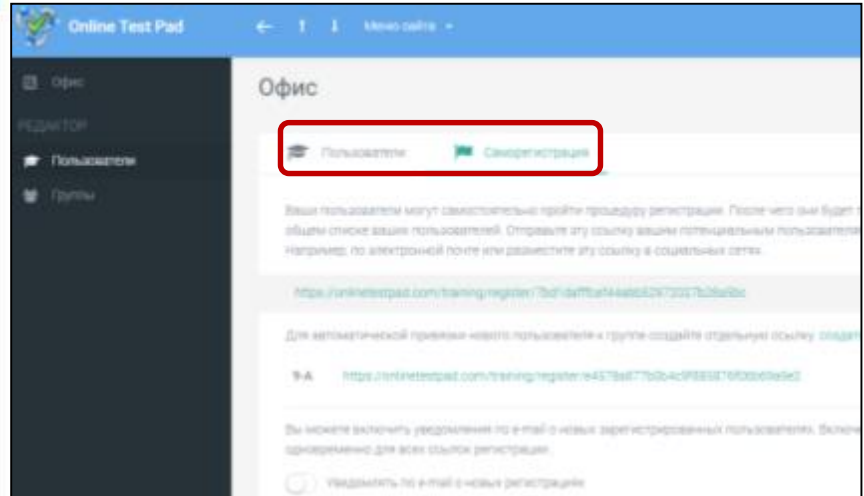 Online Test Pad
Меню сайта
Офис
Офис
РЕДАКТОР
Пользователи
Саморегистрация
Пользователи
Группы
Ваши пользователи могут самостоятельно пройти процедуру регистрации. После чего они будет
общем списке ваших пользователей. Отправьте эту ссылку вашим потенциальным пользователям
Например, по электронной почте или разместите эту ссылку в социальных сетях.
Для автоматической привязки нового пользователя к группе создайте отдельную ссылку.
9-А
Вы можете включить уведомления по e-mail о новых зарегистрированных пользователях. Включе
одновременно для всех ссылок регистрации.
Уведомлять по e-mail о новых регистрациях